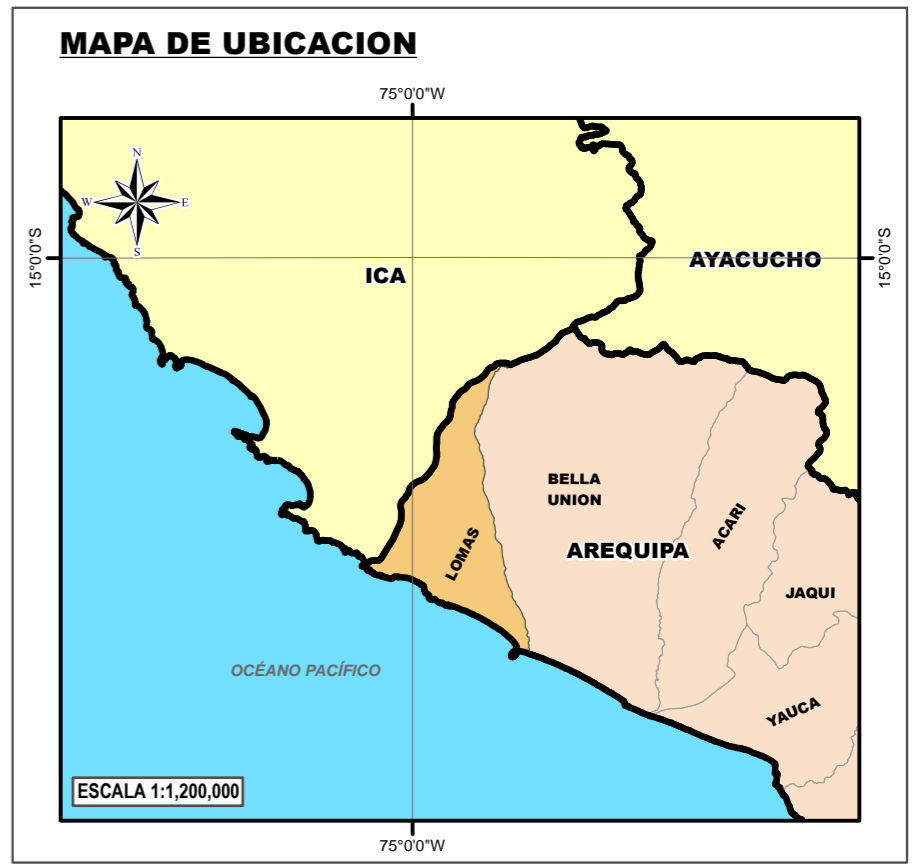 MAPA DE UBICACION
75°0'0"W
N
W
E
S
15°0'0"S
15°0'0"S
AYACUCHO
ICA
BELLA
UNION
ACARI
LOMAS
AREQUIPA
JAQUI
OCÉANO PACÍFICO
YAUCA
ESCALA 1:1,200,000
75°0'0"W